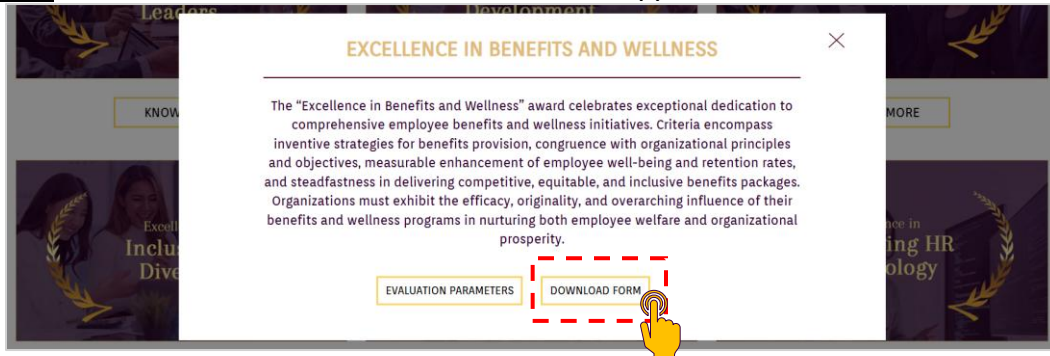 Leaders
Development
EXCELLENCE IN BENEFITS AND WELLNESS
The “Excellence in Benefits and Wellness” award celebrates exceptional dedication to
KNOW
comprehensive employee benefits and wellness initiatives. Criteria encompass
MORE
inventive strategies for benefits provision, congruence with organizational principles
and objectives, measurable enhancement of employee well-being and retention rates,
and steadfastness in delivering competitive, equitable, and inclusive benefits packages.
Organizations must exhibit the efficacy, originality, and overarching influence of their
benefits and wellness programs in nurturing both employee welfare and organizational
prosperity.
Excell
Inclus
Dive
nce in
ing HR
ology
EVALUATION PARAMETERS
DOWNLOAD FORM